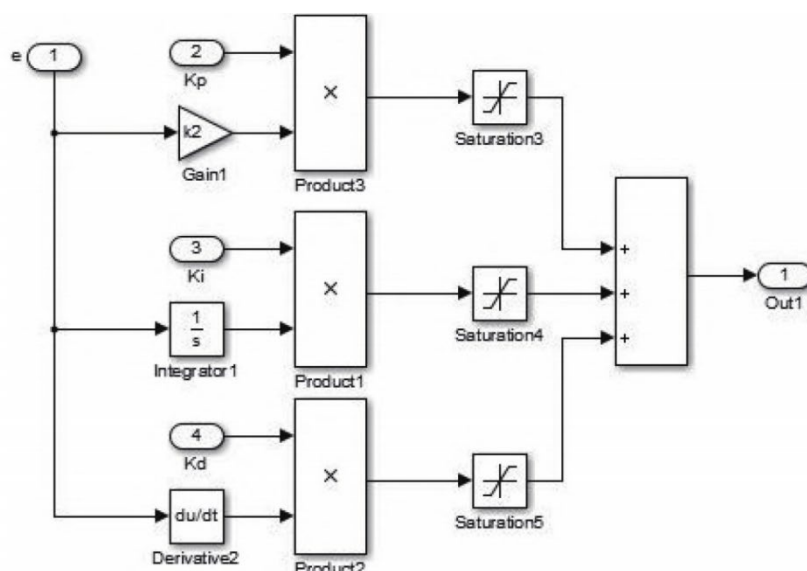 e
1
2
Kp
k2
Gain1
×
Product3
Saturation3
3
Ki
1
s
Integrator1
×
Product1
Saturation4
+
+
+
1
Out1
4
Kd
du/dt
Derivative2
×
Product2
Saturation5